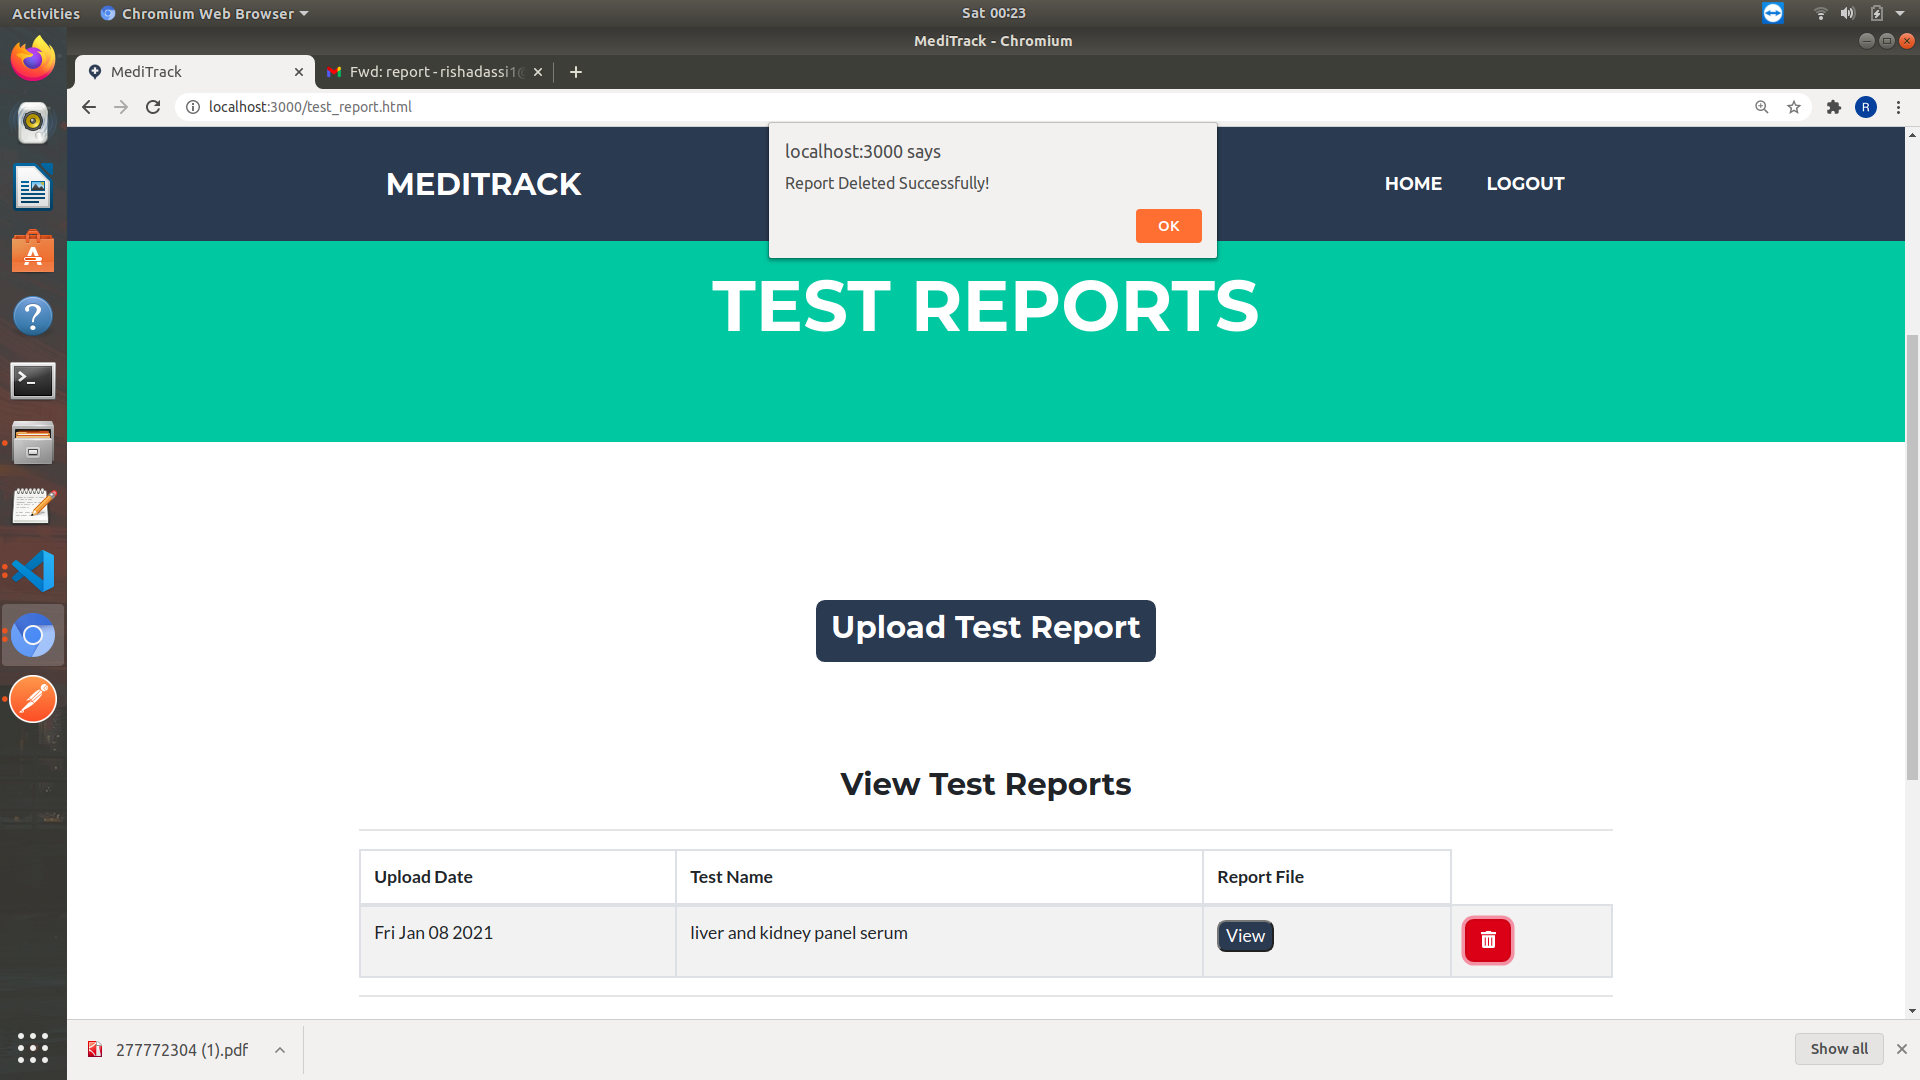 Activities
Chromium Web Browser
Sat 00:23
MediTrack - Chromium
MediTrack
Fwd: report - rishadassi1
localhost:3000/test_report.html
R
localhost:3000 says
Report Deleted Successfully!
OK
MEDITRACK
HOME
LOGOUT
TEST REPORTS
Upload Test Report
View Test Reports
Upload Date
Test Name
Report File
Fri Jan 08 2021
liver and kidney panel serum
View
277772304 (1).pdf
Show all